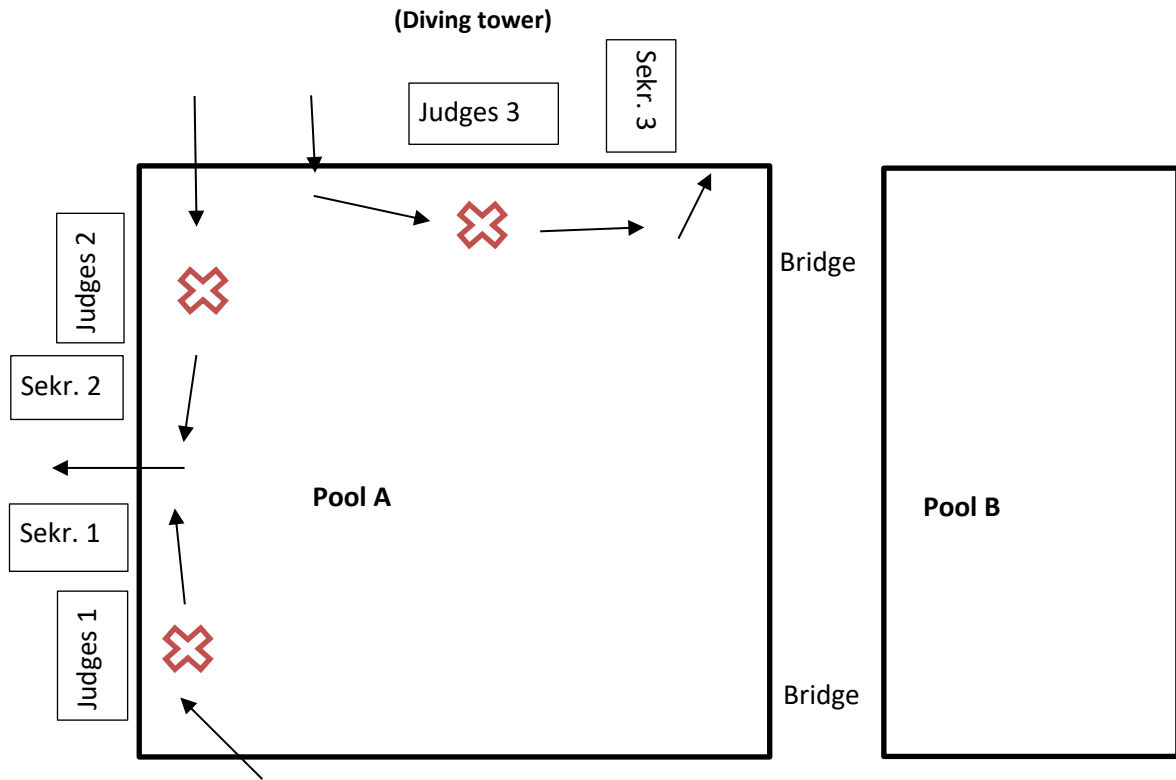 (Diving tower)
Sekr. 3
Judges 3
Judges 2
Bridge
Sekr. 2
Pool A
Pool B
Sekr. 1
Judges 1
Bridge